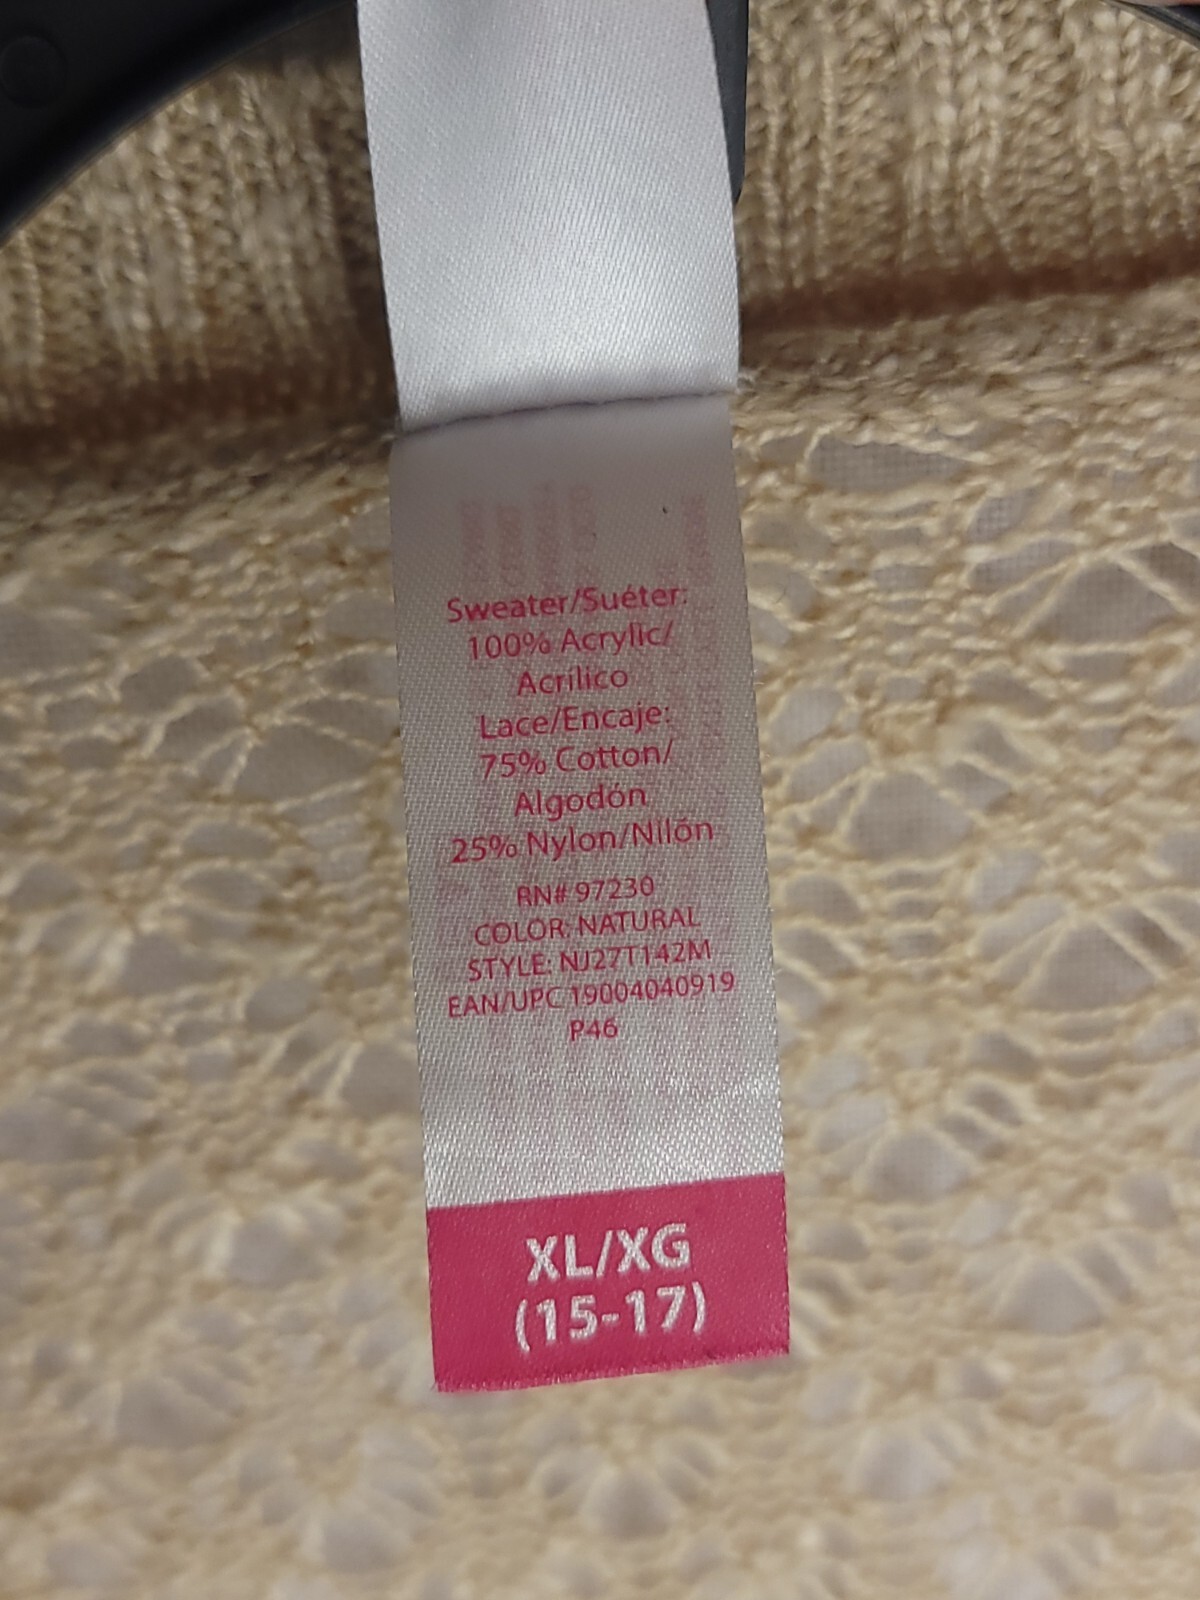 Sweater/Suéter:
100% Acrylic/
Acrílico
Lace/Encaje:
75% Cotton/
Algodón
25% Nylon/Nilón
RN# 97230
COLOR: NATURAL
STYLE: NJ27T142M
EAN/UPC 19004040919
P46
XL/XG
(15-17)